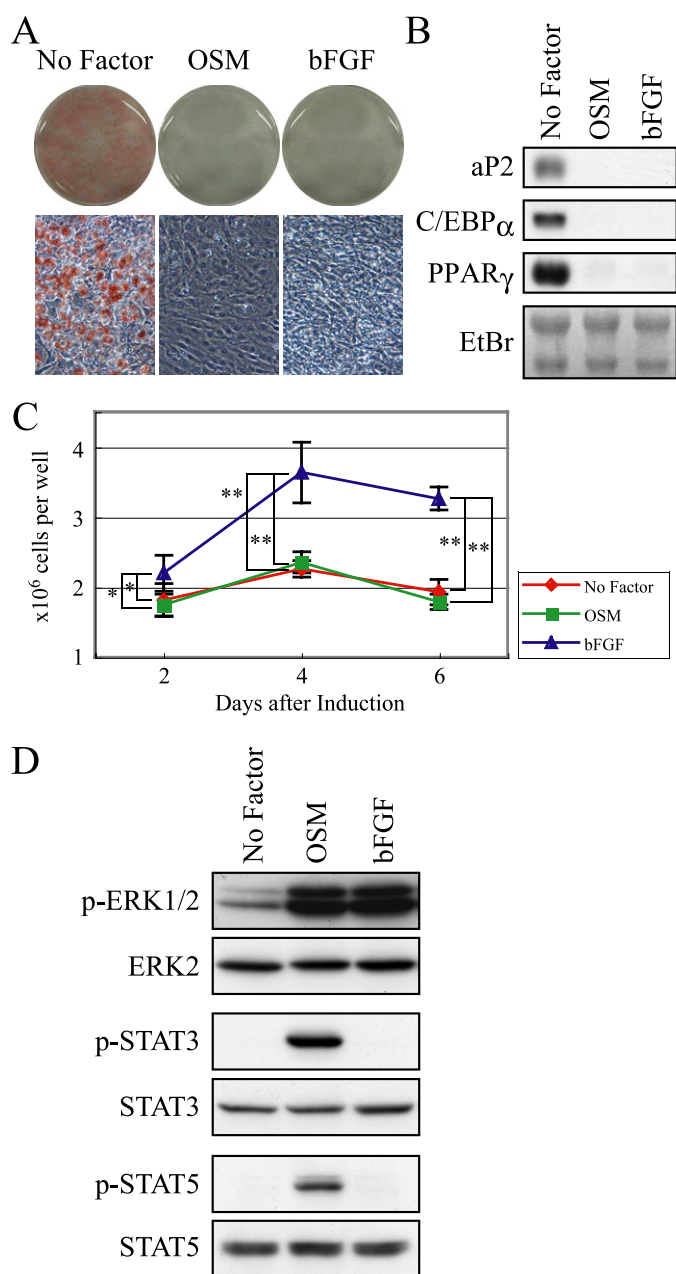 A
No Factor OSM bFGF
B
No Factor
OSM
bFGF
aP2
C/EBPα
PPARγ
EtBr
C
x10⁶ cells per well
4
3
2
1
**
**
**
**
*
*
2 4 6
Days after Induction
No Factor
OSM
bFGF
D
No Factor
OSM
bFGF
p-ERK1/2
ERK2
p-STAT3
STAT3
p-STAT5
STAT5